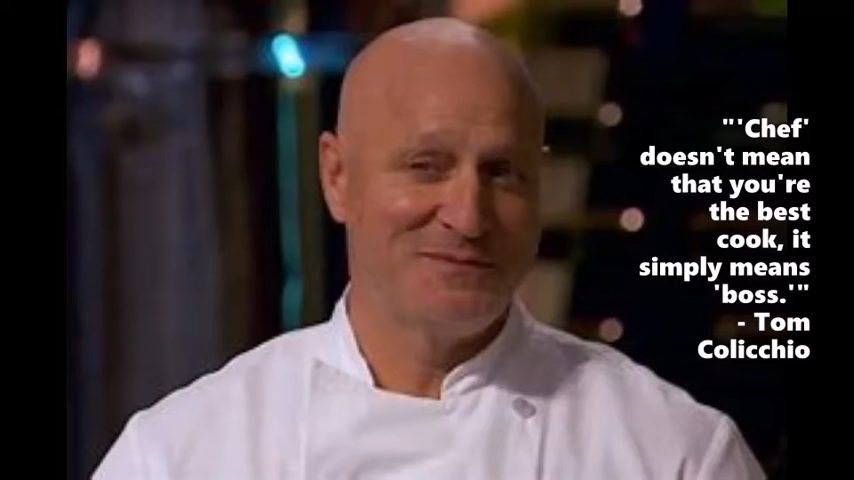 "'Chef'
doesn't mean
that you're
the best
cook, it
simply means
'boss.'"
- Tom
Colicchio